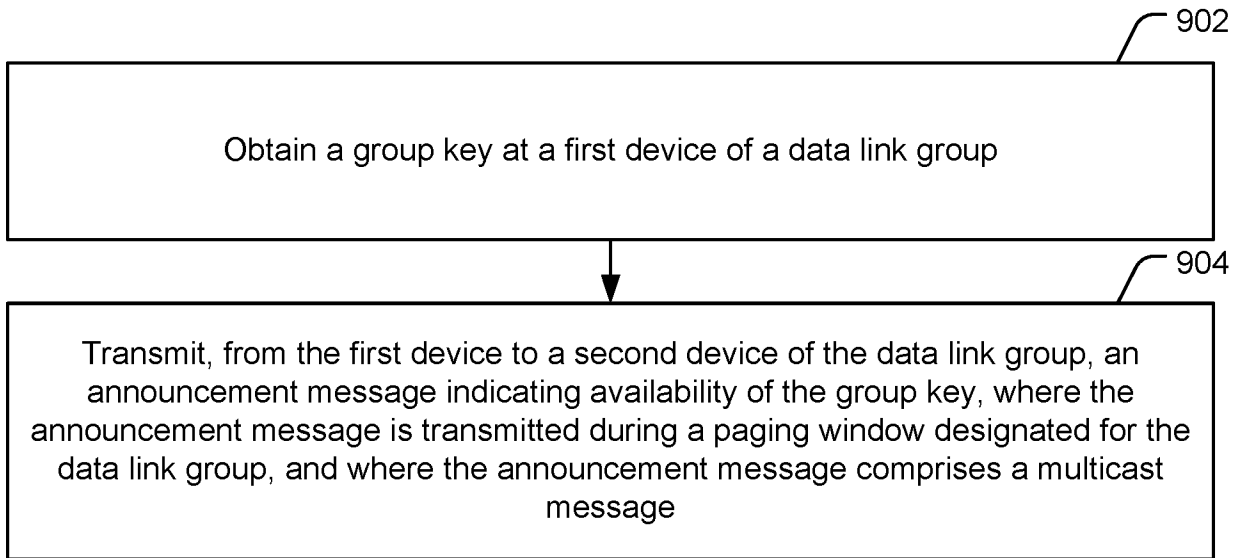 902
Obtain a group key at a first device of a data link group
904
Transmit, from the first device to a second device of the data link group, an
announcement message indicating availability of the group key, where the
announcement message is transmitted during a paging window designated for the
data link group, and where the announcement message comprises a multicast
message